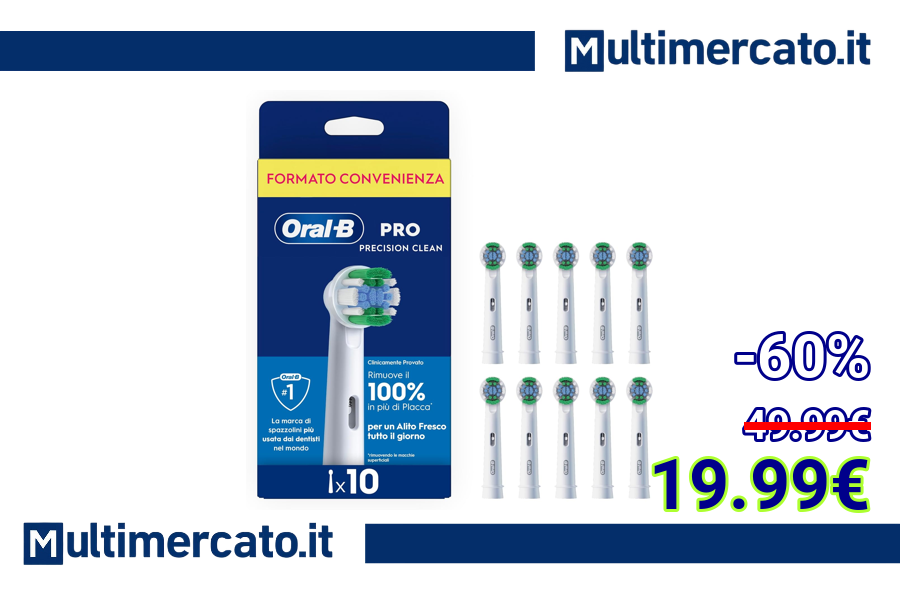 Multimercato.it
FORMATO CONVENIENZA
Oral-B PRO
PRECISION CLEAN
Clinicamente Provato
Rimuove il
100%
in più di Placca*
per un Alito Fresco
tutto il giorno
*rimuovendo le macchie
superficiali
Oral-B
#1
La marca di
spazzolini più
usata dai dentisti
nel mondo
x10
-60%
49.99€
19.99€
Multimercato.it